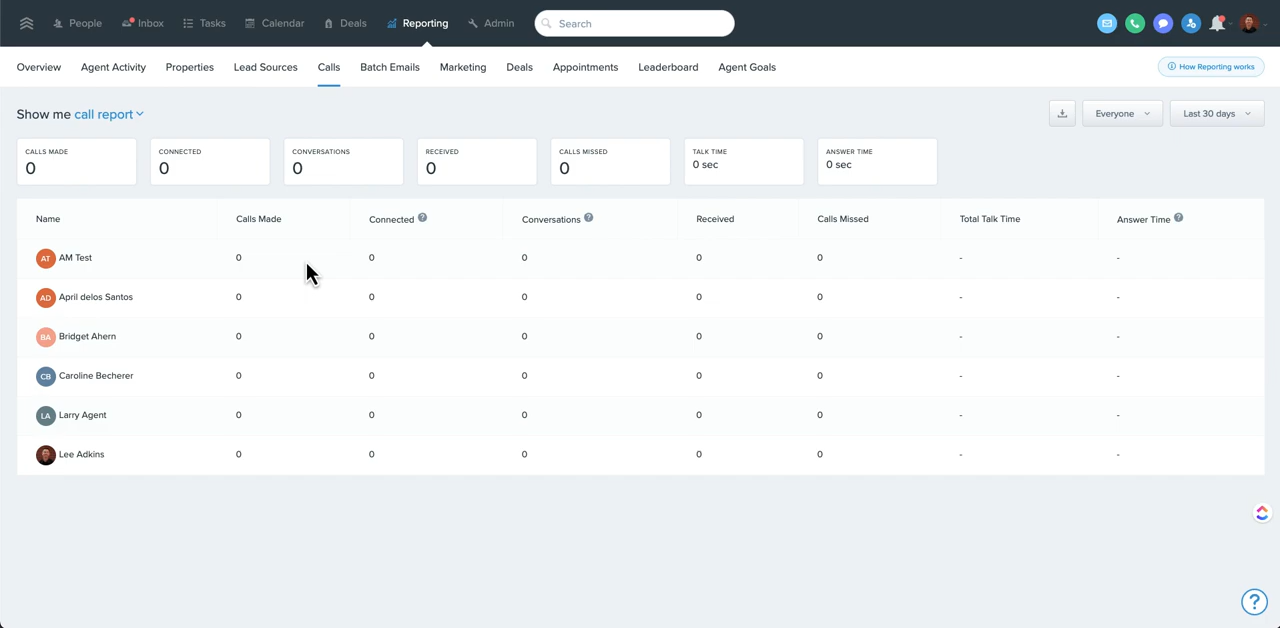 People Inbox Tasks Calendar Deals Reporting Admin Search
Overview Agent Activity Properties Lead Sources Calls Batch Emails Marketing Deals Appointments Leaderboard Agent Goals How Reporting works
Show me call report Everyone Last 30 days
CALLS MADE CONNECTED CONVERSATIONS RECEIVED CALLS MISSED TALK TIME ANSWER TIME
0 0 0 0 0 0 sec 0 sec
Name Calls Made Connected ? Conversations ? Received Calls Missed Total Talk Time Answer Time ?
AT AM Test 0 0 0 0 0 - -
AD April delos Santos 0 0 0 0 0 - -
BA Bridget Ahern 0 0 0 0 0 - -
CB Caroline Becherer 0 0 0 0 0 - -
LA Larry Agent 0 0 0 0 0 - -
Lee Adkins 0 0 0 0 0 - -
?